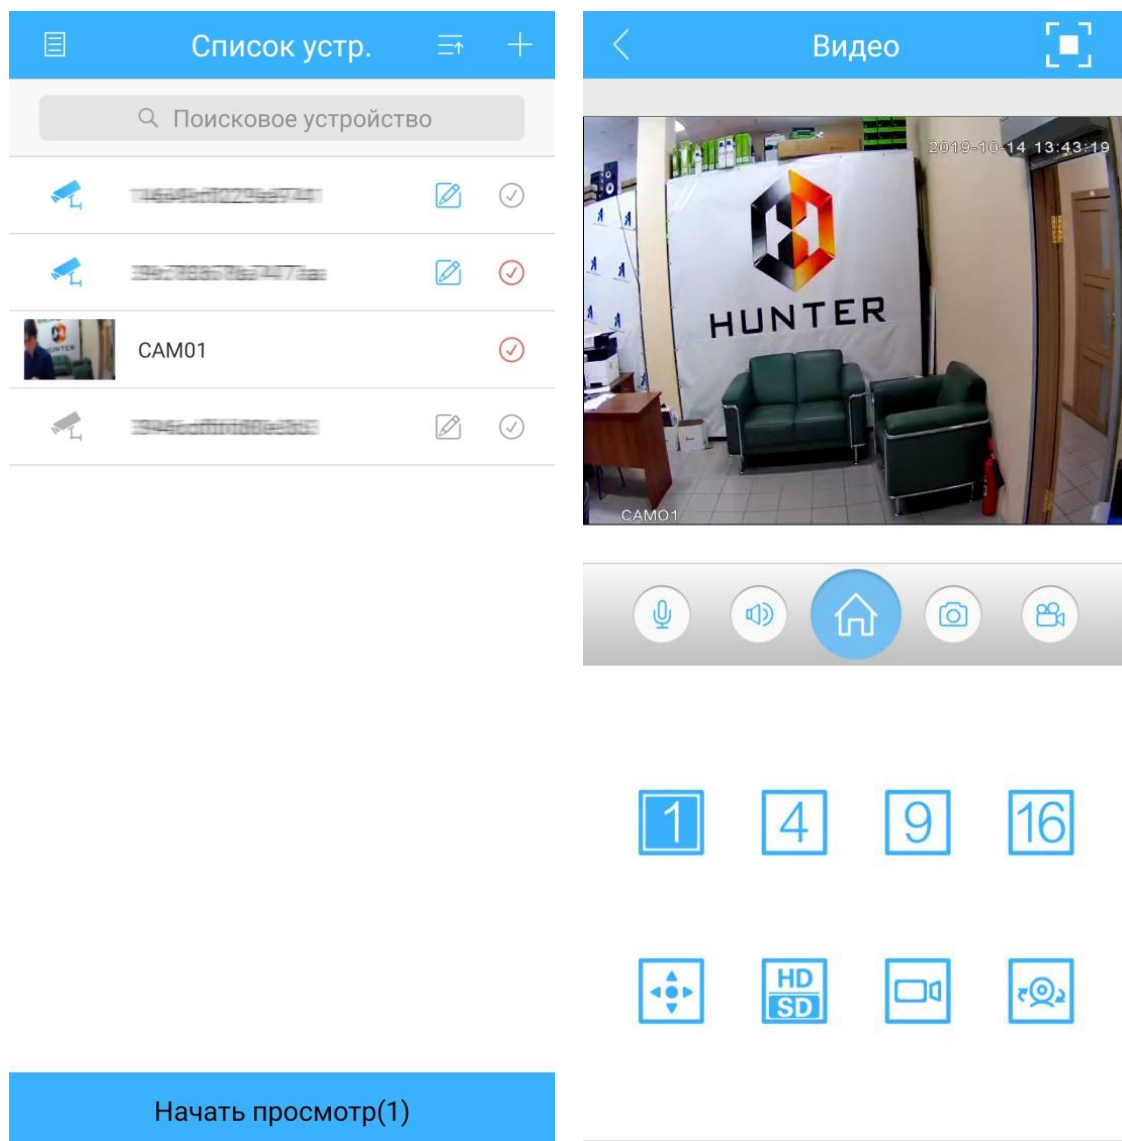 Список устр.
Поисковое устройство
CAM01
Начать просмотр(1)
Видео
2019-10-14 13:43:19
HUNTER
CAM01
1 4 9 16
HD
SD